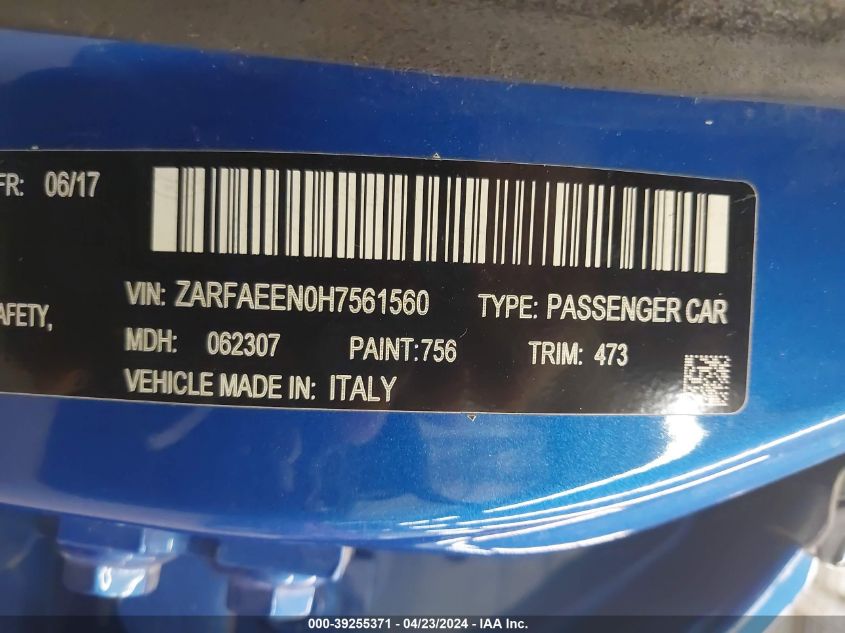 FR: 06/17
VIN: ZARFAEEN0H7561560 TYPE: PASSENGER CAR
AFETY,
MDH: 062307 PAINT:756 TRIM: 473
VEHICLE MADE IN: ITALY
000-39255371 - 04/23/2024 - IAA Inc.